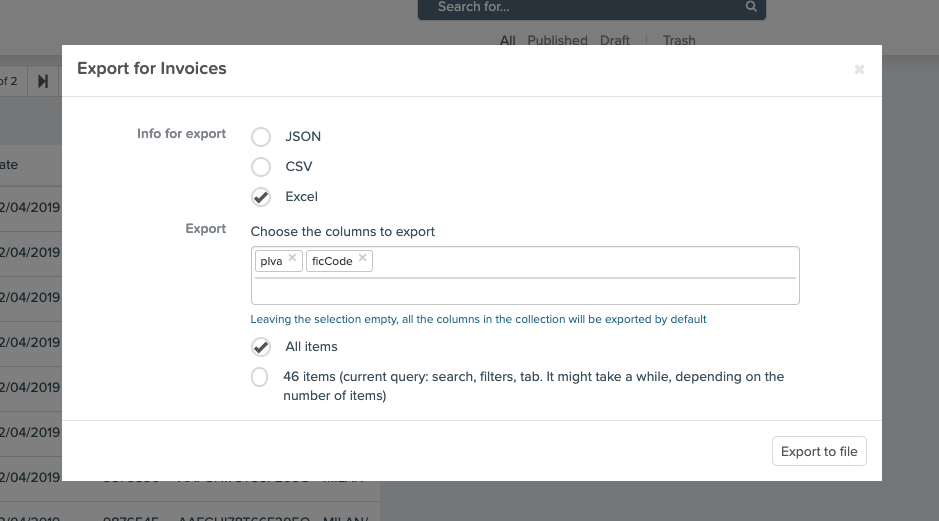 Search for...
All Published Draft Trash
of 2
Export for Invoices
Info for export
JSON
CSV
Excel
Export
Choose the columns to export
pIva
ficCode
Leaving the selection empty, all the columns in the collection will be exported by default
All items
46 items (current query: search, filters, tab. It might take a while, depending on the
number of items)
Export to file
ate
2/04/2019
2/04/2019
2/04/2019
2/04/2019
2/04/2019
2/04/2019
2/04/2019